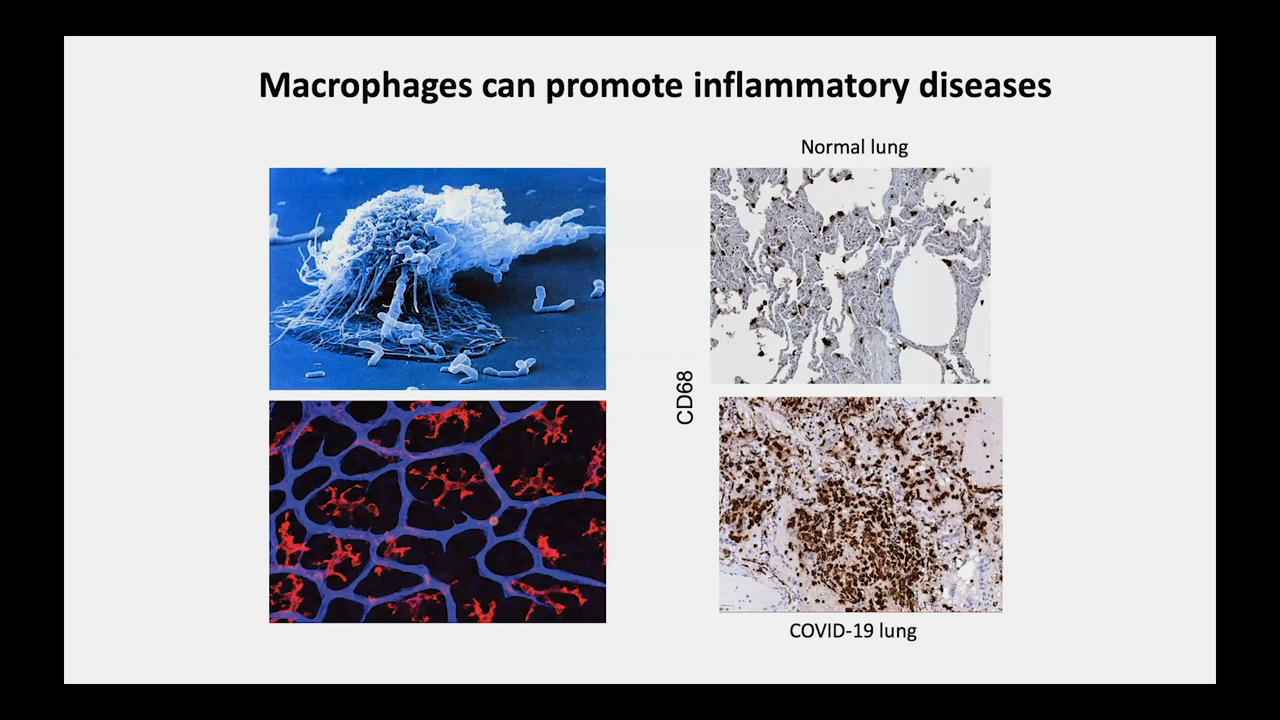 Macrophages can promote inflammatory diseases
Normal lung
CD68
COVID-19 lung